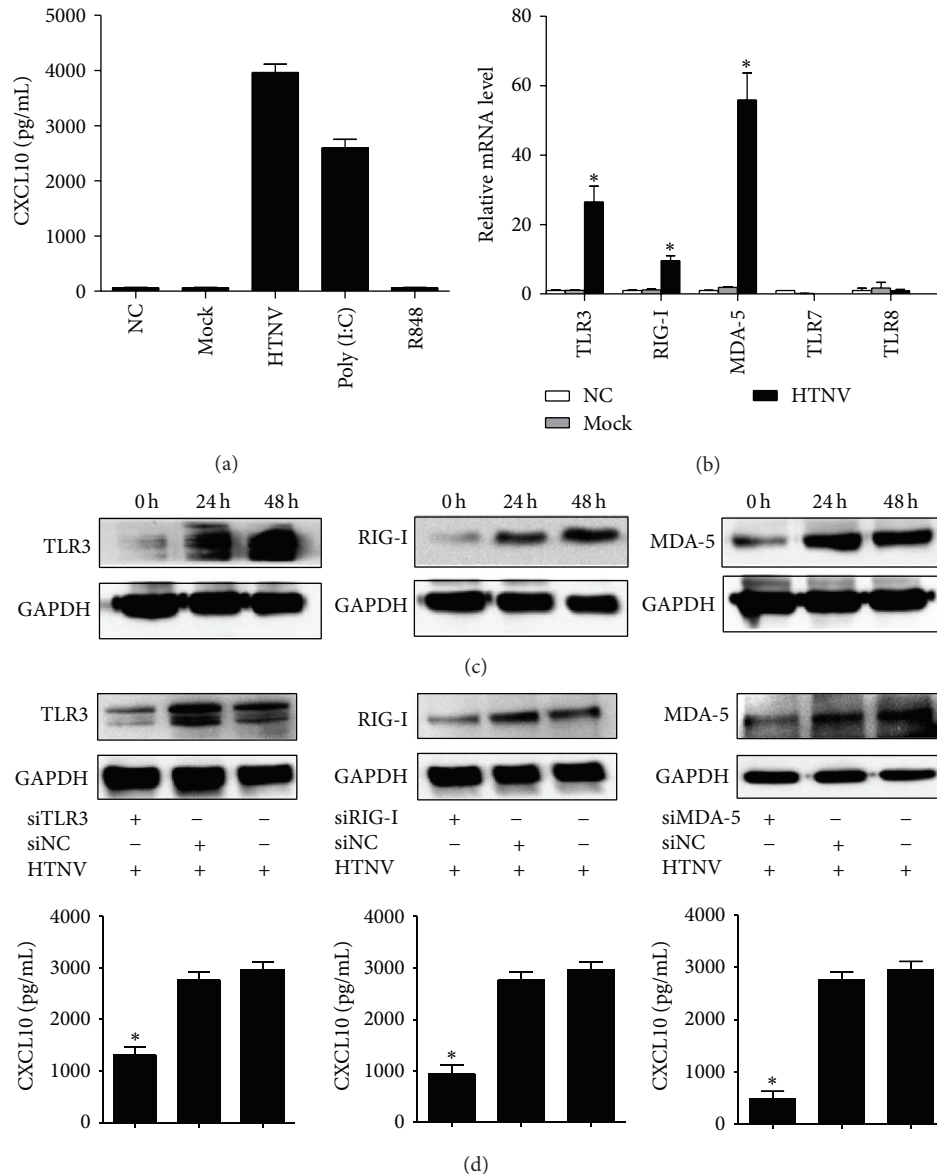 5000
4000
3000
2000
1000
0
CXCL10 (pg/mL)
NC
Mock
HTNV
Poly (I:C)
R848
(a)
80
60
40
20
0
Relative mRNA level
*
*
*
TLR3
RIG-I
MDA-5
TLR7
TLR8
NC
Mock
HTNV
(b)
0 h 24 h 48 h
TLR3
GAPDH
0 h 24 h 48 h
RIG-I
GAPDH
0 h 24 h 48 h
MDA-5
GAPDH
(c)
TLR3
GAPDH
siTLR3 + − −
siNC − + −
HTNV + + +
RIG-I
GAPDH
siRIG-I + − −
siNC − + −
HTNV + + +
MDA-5
GAPDH
siMDA-5 + − −
siNC − + −
HTNV + + +
4000
3000
2000
1000
0
CXCL10 (pg/mL)
*
4000
3000
2000
1000
0
CXCL10 (pg/mL)
*
4000
3000
2000
1000
0
CXCL10 (pg/mL)
*
(d)